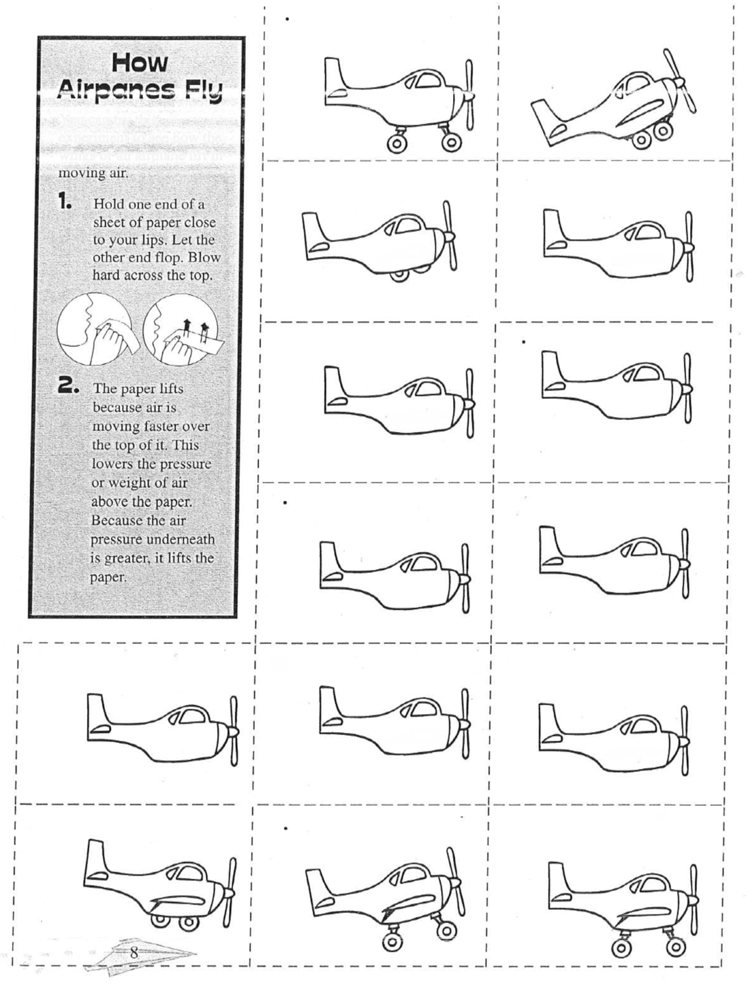 How
Airpanes Fly
moving air.
1. Hold one end of a
sheet of paper close
to your lips. Let the
other end flop. Blow
hard across the top.
2. The paper lifts
because air is
moving faster over
the top of it. This
lowers the pressure
or weight of air
above the paper.
Because the air
pressure underneath
is greater, it lifts the
paper.
8